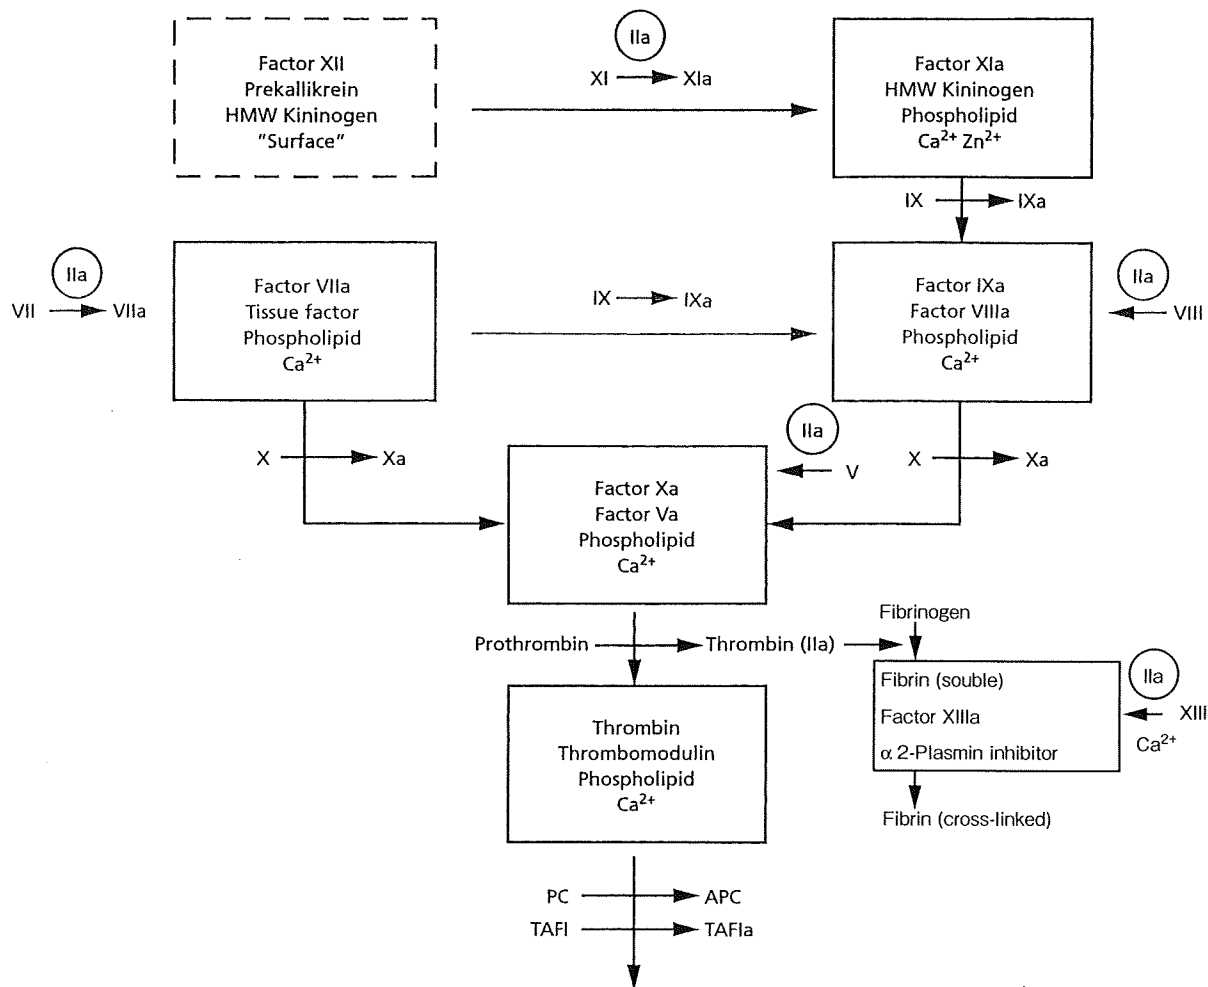 IIa
XI XIa
Factor XII
Prekallikrein
HMW Kininogen
"Surface"
Factor XIa
HMW Kininogen
Phospholipid
Ca²⁺ Zn²⁺
IX IXa
IIa
VII VIIa
Factor VIIa
Tissue factor
Phospholipid
Ca²⁺
IX IXa
Factor IXa
Factor VIIIa
Phospholipid
Ca²⁺
IIa
VIII
X Xa
IIa
V
X Xa
Factor Xa
Factor Va
Phospholipid
Ca²⁺
Prothrombin Thrombin (IIa)
Fibrinogen
Fibrin (souble)
Factor XIIIa
α 2-Plasmin inhibitor
IIa
XIII
Ca²⁺
Fibrin (cross-linked)
Thrombin
Thrombomodulin
Phospholipid
Ca²⁺
PC APC
TAFI TAFIa